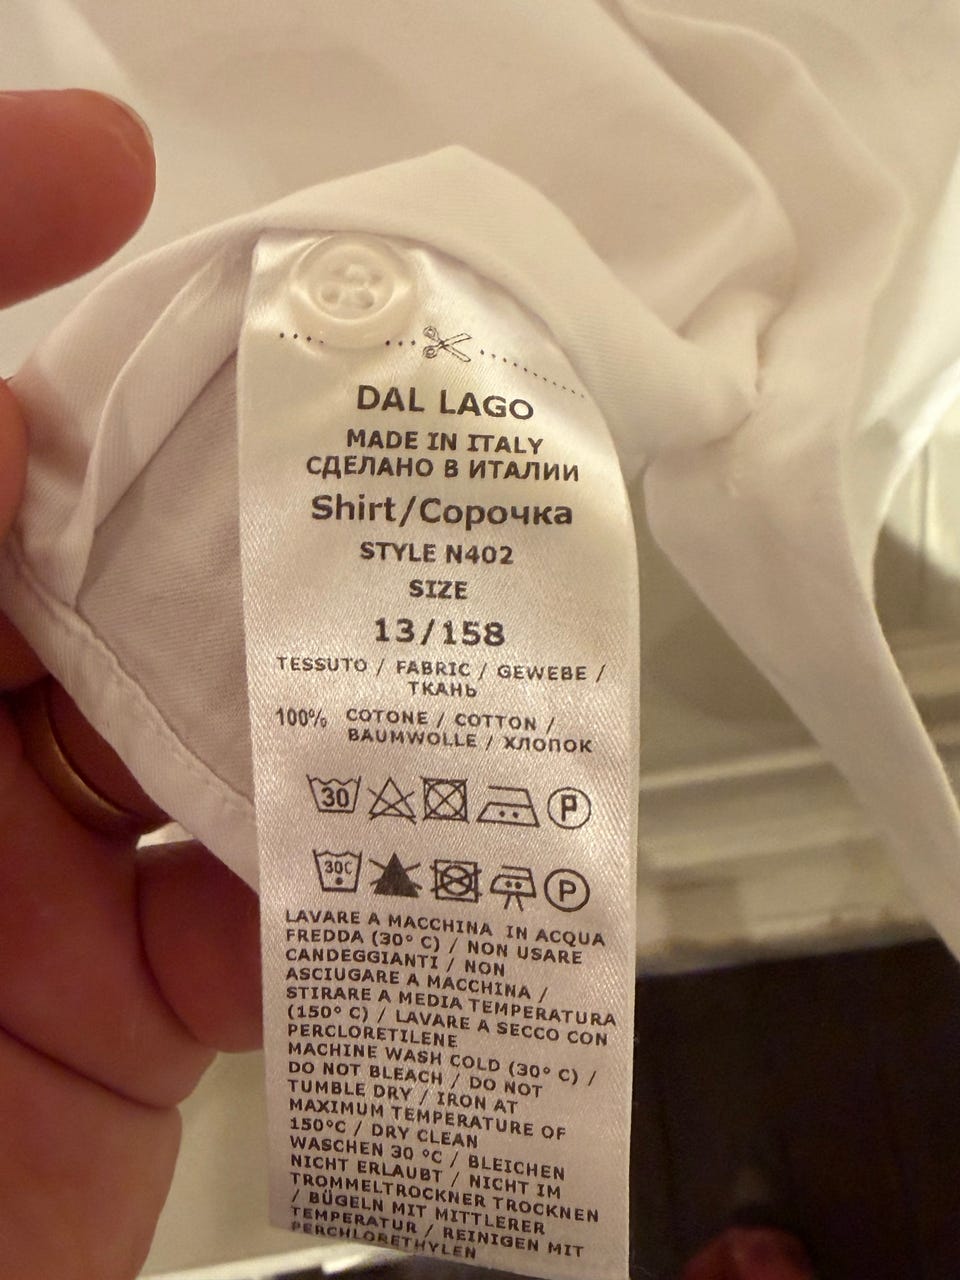 DAL LAGO
MADE IN ITALY
СДЕЛАНО В ИТАЛИИ
Shirt/Сорочка
STYLE N402
SIZE
13/158
TESSUTO / FABRIC / GEWEBE /
ТКАНЬ
100% COTONE / COTTON /
BAUMWOLLE / ХЛОПОК
30 P
30C P
LAVARE A MACCHINA IN ACQUA
FREDDA (30° C) / NON USARE
CANDEGGIANTI / NON
ASCIUGARE A MACCHINA /
STIRARE A MEDIA TEMPERATURA
(150° C) / LAVARE A SECCO CON
PERCLORETILENE
MACHINE WASH COLD (30° C) /
DO NOT BLEACH / DO NOT
TUMBLE DRY / IRON AT
MAXIMUM TEMPERATURE OF
150°C / DRY CLEAN
WASCHEN 30 °C / BLEICHEN
NICHT ERLAUBT / NICHT IM
TROMMELTROCKNER TROCKNEN
/ BÜGELN MIT MITTLERER
TEMPERATUR / REINIGEN MIT
PERCHLORETHYLEN